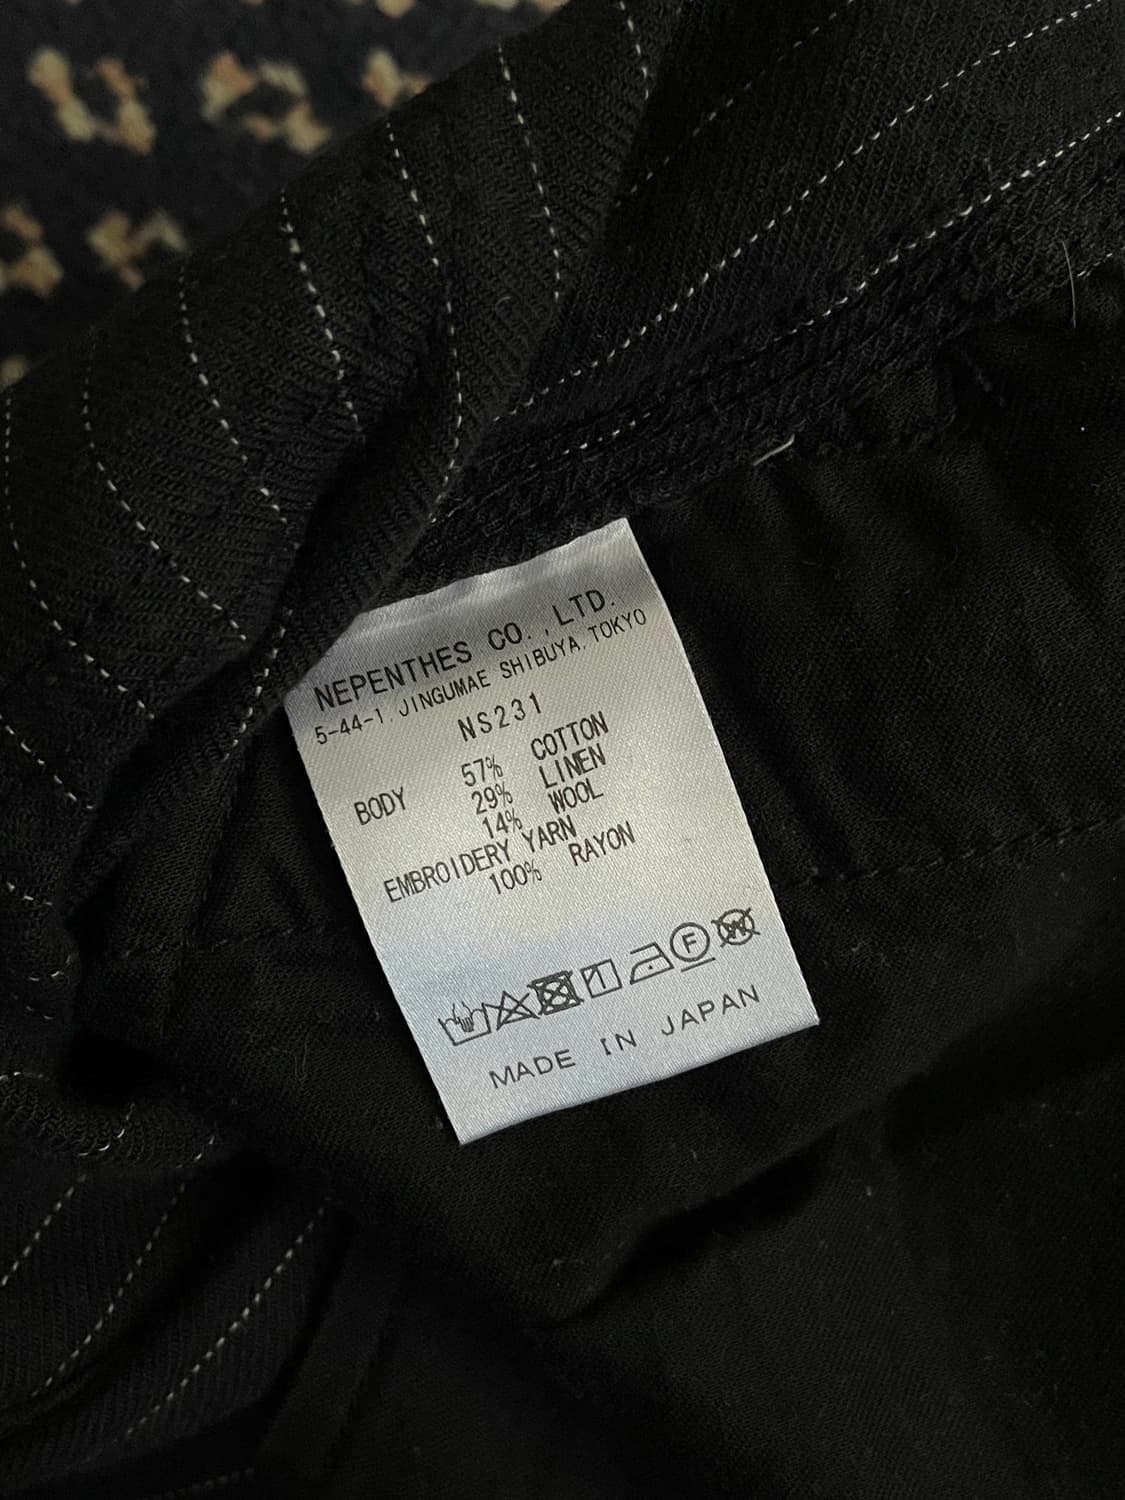 NEPENTHES CO.,LTD.
5-44-1, JINGUMAE SHIBUYA, TOKYO
NS231
BODY 57% COTTON
29% LINEN
14% WOOL
EMBROIDERY YARN
100% RAYON
F W
MADE IN JAPAN